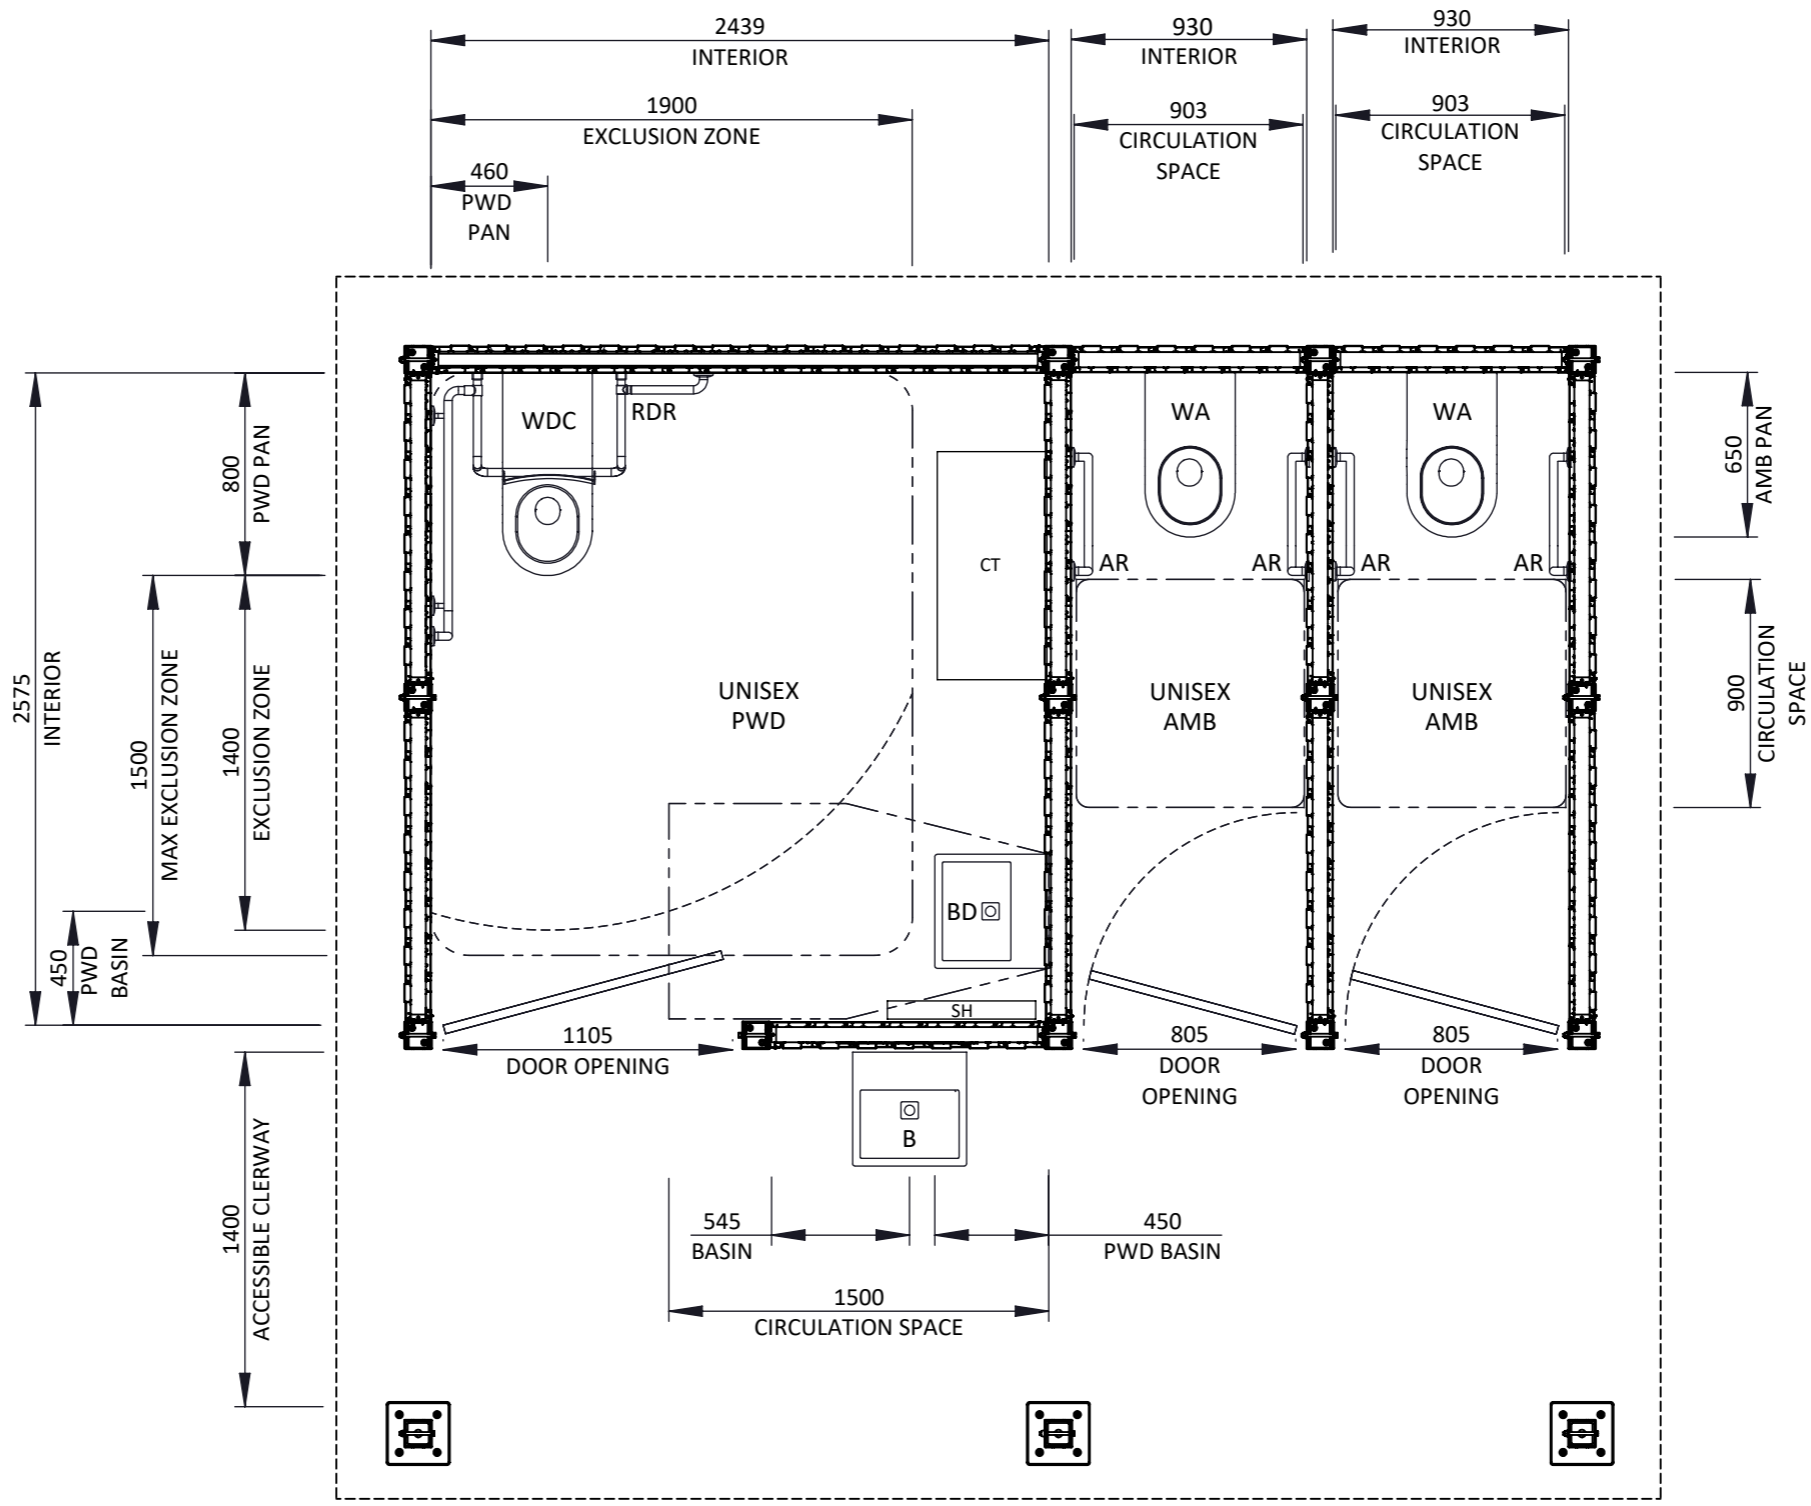 2439
INTERIOR
930
INTERIOR
930
INTERIOR
1900
EXCLUSION ZONE
903
CIRCULATION
SPACE
903
CIRCULATION
SPACE
460
PWD
PAN
WDC
RDR
WA
WA
800
PWD PAN
650
AMB PAN
CT
AR
AR
AR
AR
2575
INTERIOR
1500
MAX EXCLUSION ZONE
1400
EXCLUSION ZONE
UNISEX
PWD
UNISEX
AMB
UNISEX
AMB
900
CIRCULATION
SPACE
450
PWD
BASIN
BD
SH
1105
DOOR OPENING
805
DOOR
OPENING
805
DOOR
OPENING
B
1400
ACCESSIBLE CLERWAY
545
BASIN
450
PWD BASIN
1500
CIRCULATION SPACE